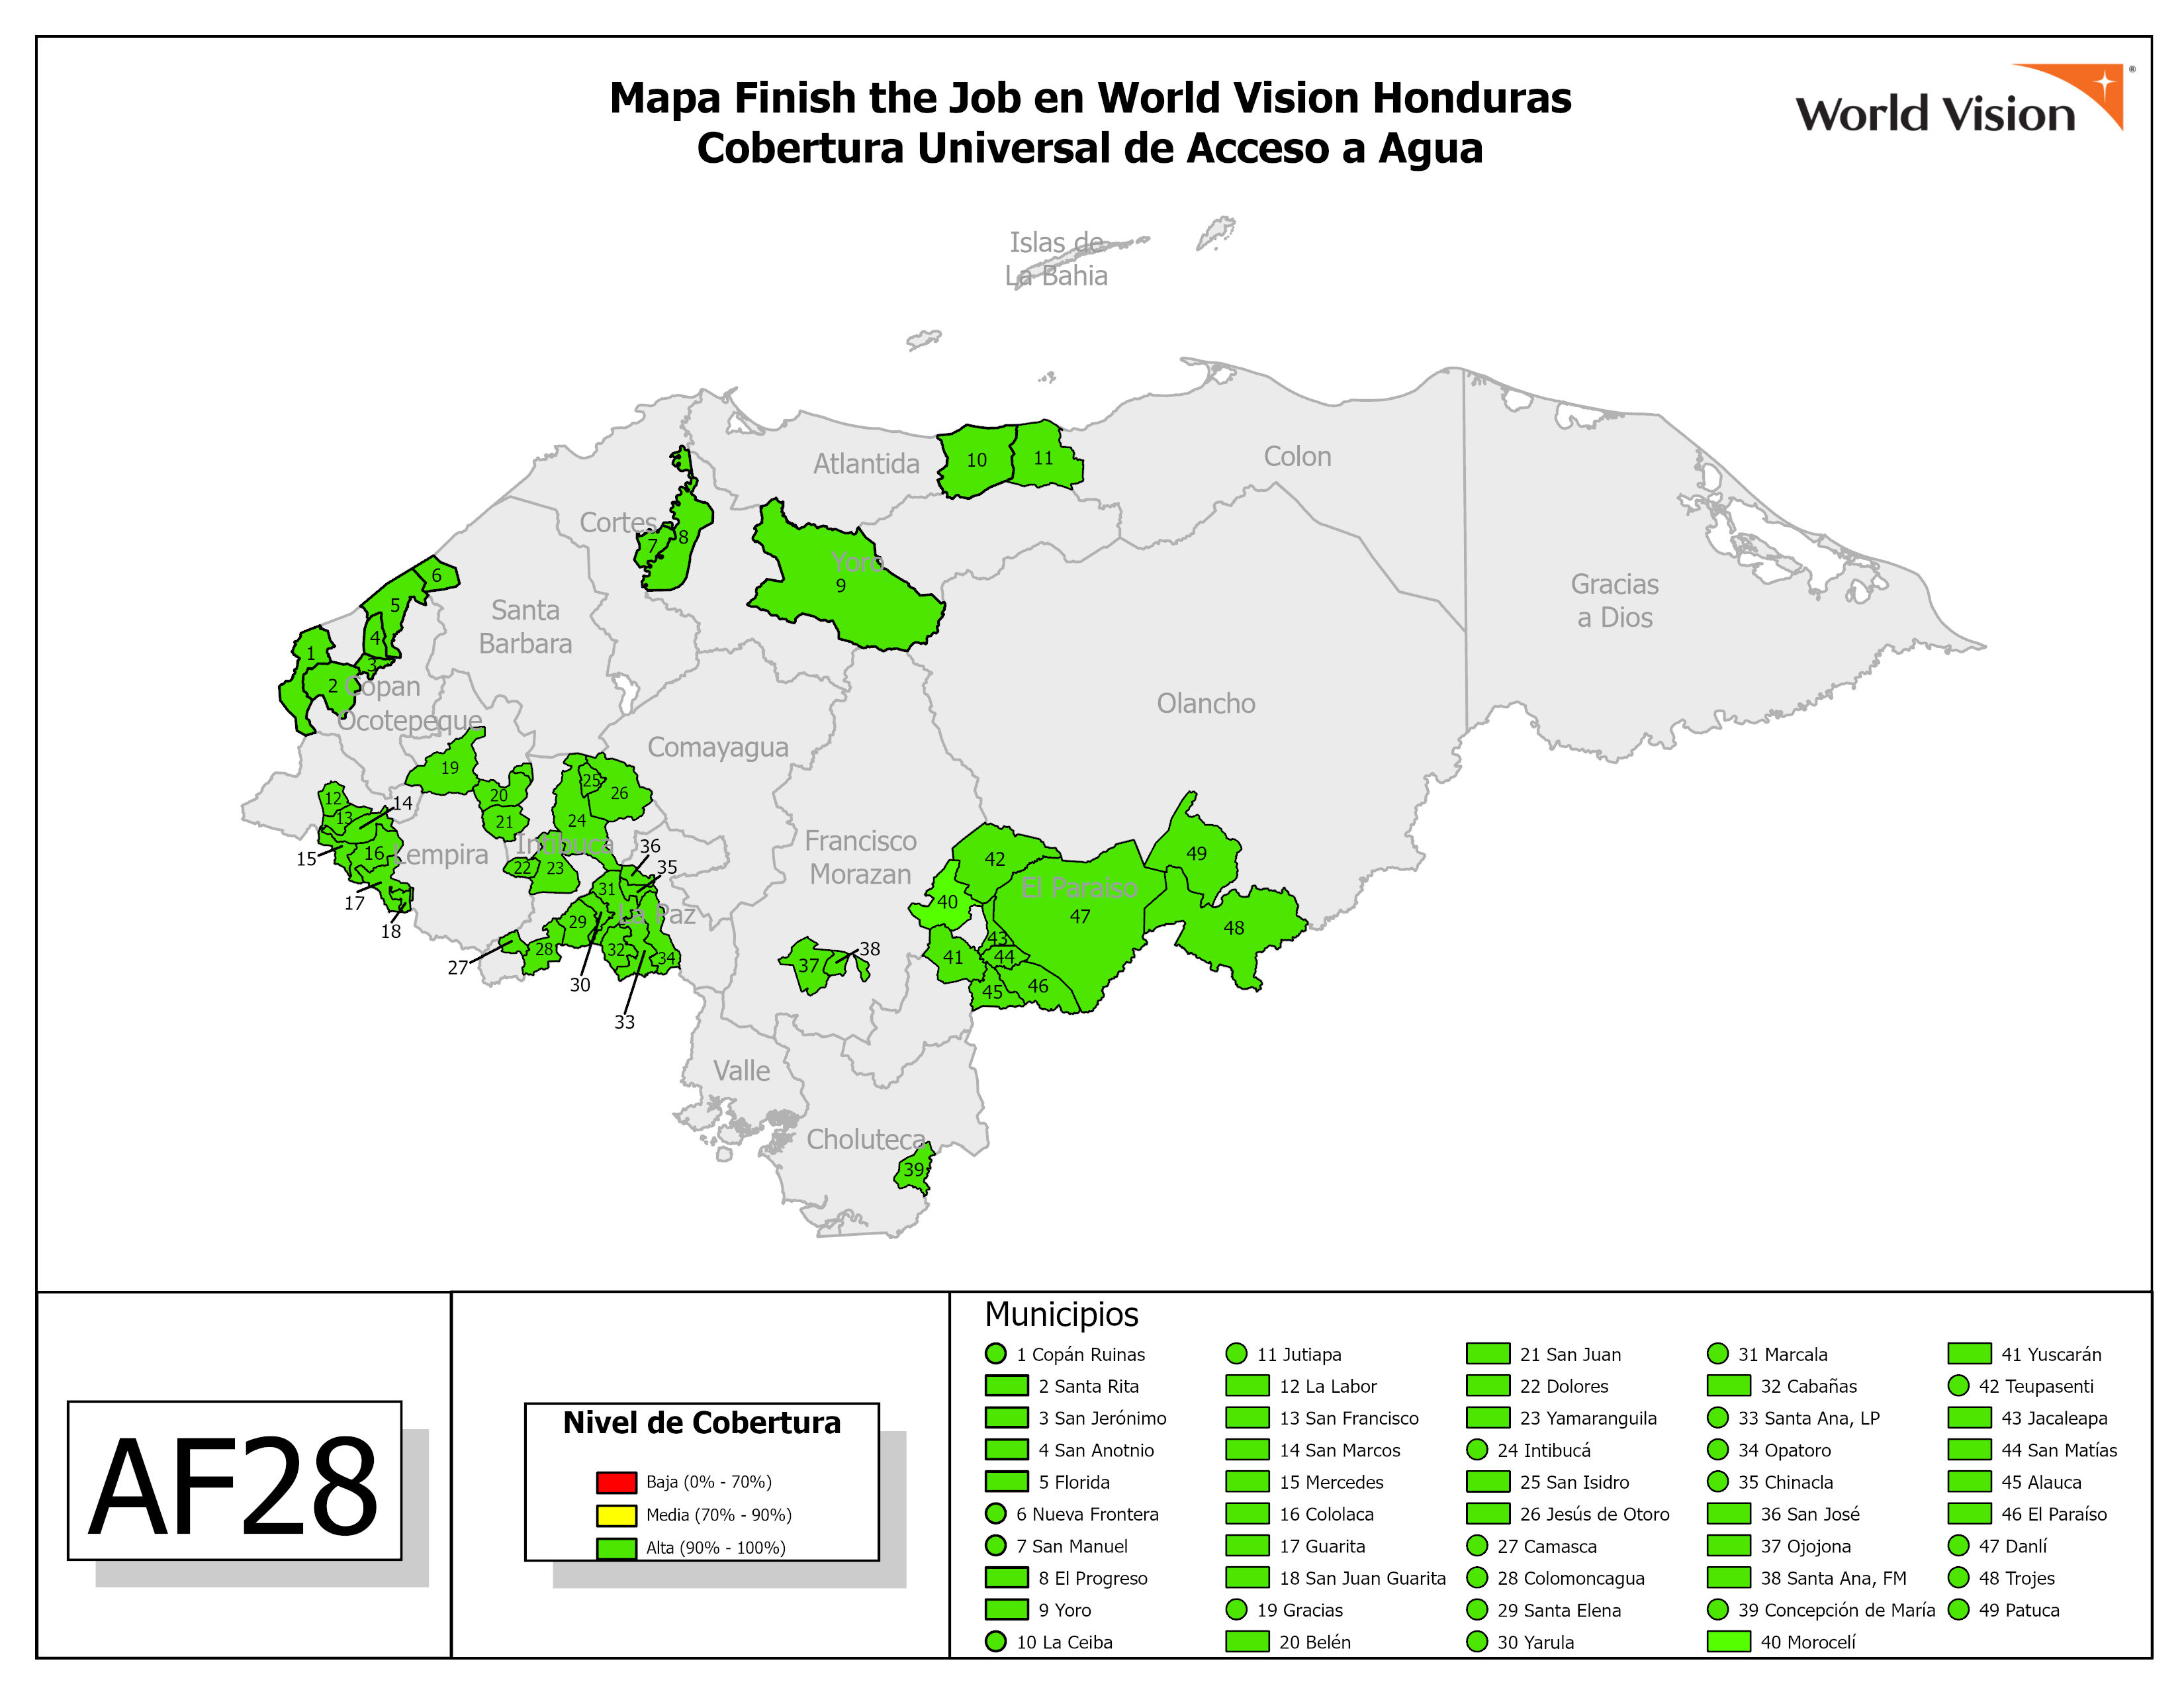 Mapa Finish the Job en World Vision Honduras
Cobertura Universal de Acceso a Agua
World Vision
®
Islas de
La Bahia
Atlantida
10
11
Colon
Cortes
7
8
Yoro
9
6
5
4
3
1
2
Copan
Ocotepeque
Santa
Barbara
Gracias
a Dios
Olancho
Comayagua
19
20
21
12
13
14
15
16
17
18
Lempira
25
26
24
Intibuca
22
23
36
35
31
La Paz
29
28
27
30
32
33
34
Francisco
Morazan
37
38
42
40
El Paraiso
47
43
44
41
45
46
49
48
Valle
Choluteca
39
AF28
Nivel de Cobertura
Baja (0% - 70%)
Media (70% - 90%)
Alta (90% - 100%)
Municipios
1 Copán Ruinas
2 Santa Rita
3 San Jerónimo
4 San Anotnio
5 Florida
6 Nueva Frontera
7 San Manuel
8 El Progreso
9 Yoro
10 La Ceiba
11 Jutiapa
12 La Labor
13 San Francisco
14 San Marcos
15 Mercedes
16 Cololaca
17 Guarita
18 San Juan Guarita
19 Gracias
20 Belén
21 San Juan
22 Dolores
23 Yamaranguila
24 Intibucá
25 San Isidro
26 Jesús de Otoro
27 Camasca
28 Colomoncagua
29 Santa Elena
30 Yarula
31 Marcala
32 Cabañas
33 Santa Ana, LP
34 Opatoro
35 Chinacla
36 San José
37 Ojojona
38 Santa Ana, FM
39 Concepción de María
40 Morocelí
41 Yuscarán
42 Teupasenti
43 Jacaleapa
44 San Matías
45 Alauca
46 El Paraíso
47 Danlí
48 Trojes
49 Patuca